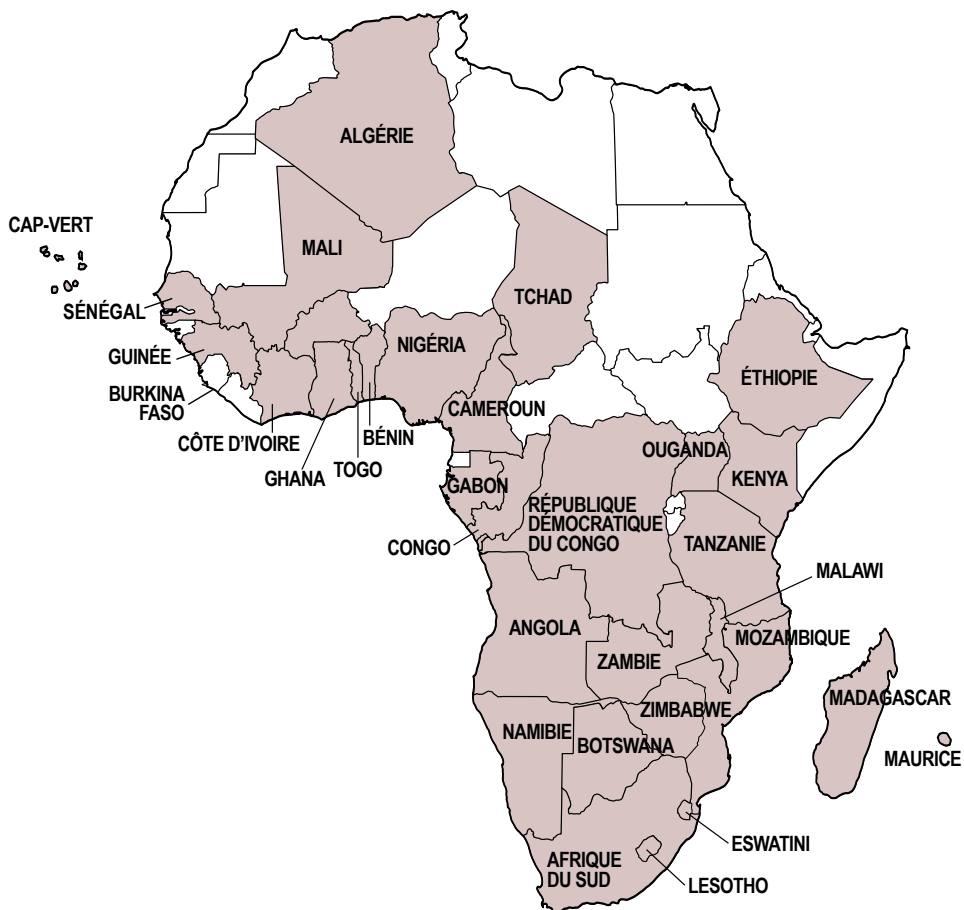 ALGÉRIE
CAP-VERT
MALI
TCHAD
SÉNÉGAL
NIGÉRIA
GUINÉE
ÉTHIOPIE
BURKINA
FASO
CAMEROUN
CÔTE D'IVOIRE
BÉNIN
OUGANDA
GHANA
TOGO
KENYA
GABON
RÉPUBLIQUE
DÉMOCRATIQUE
DU CONGO
CONGO
TANZANIE
MALAWI
ANGOLA
MOZAMBIQUE
ZAMBIE
MADAGASCAR
ZIMBABWE
NAMIBIE
BOTSWANA
MAURICE
ESWATINI
AFRIQUE
DU SUD
LESOTHO